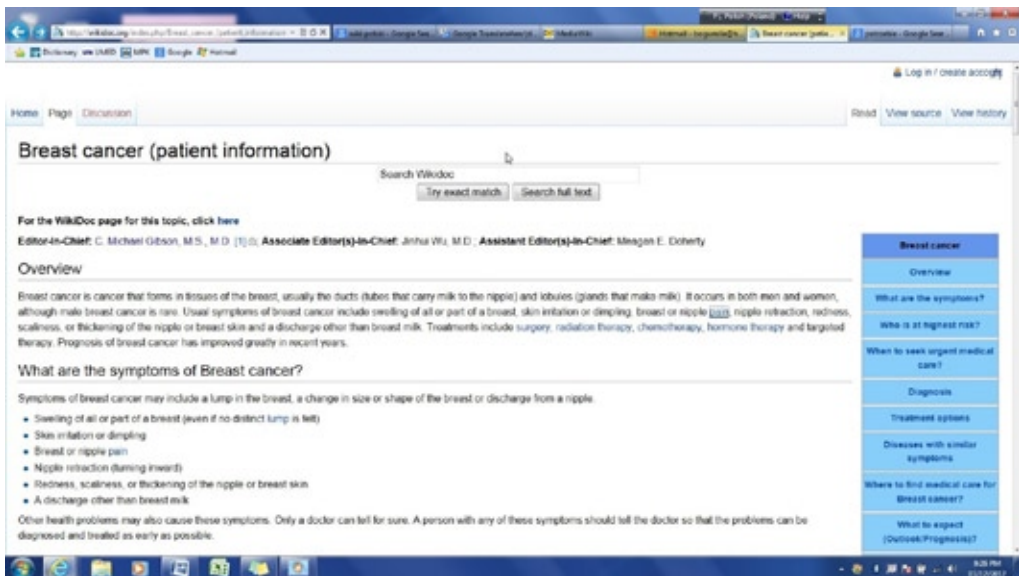 Dictionary
UMED
MPK
Google
Hotmail
Log in / create account
Home Page Discussion
Read View source View history
Breast cancer (patient information)
Search Wikidoc
Try exact match Search full text
For the WikiDoc page for this topic, click here
Editor-In-Chief: C. Michael Gibson, M.S., M.D. [1]; Associate Editor(s)-In-Chief: Jinhui Wu, M.D.; Assistant Editor(s)-In-Chief: Meagan E. Doherty
Overview
Breast cancer is cancer that forms in tissues of the breast, usually the ducts (tubes that carry milk to the nipple) and lobules (glands that make milk). It occurs in both men and women,
although male breast cancer is rare. Usual symptoms of breast cancer include swelling of all or part of a breast, skin irritation or dimpling, breast or nipple pain, nipple retraction, redness,
scaliness, or thickening of the nipple or breast skin and a discharge other than breast milk. Treatments include surgery, radiation therapy, chemotherapy, hormone therapy and targeted
therapy. Prognosis of breast cancer has improved greatly in recent years.
What are the symptoms of Breast cancer?
Symptoms of breast cancer may include a lump in the breast, a change in size or shape of the breast or discharge from a nipple.
Swelling of all or part of a breast (even if no distinct lump is felt)
Skin irritation or dimpling
Breast or nipple pain
Nipple retraction (turning inward)
Redness, scaliness, or thickening of the nipple or breast skin
A discharge other than breast milk
Other health problems may also cause these symptoms. Only a doctor can tell for sure. A person with any of these symptoms should tell the doctor so that the problems can be
diagnosed and treated as early as possible.
Breast cancer
Overview
What are the symptoms?
Who is at highest risk?
When to seek urgent medical
care?
Diagnosis
Treatment options
Diseases with similar
symptoms
Where to find medical care for
Breast cancer?
What to expect
(Outlook/Prognosis)?
9:26 PM